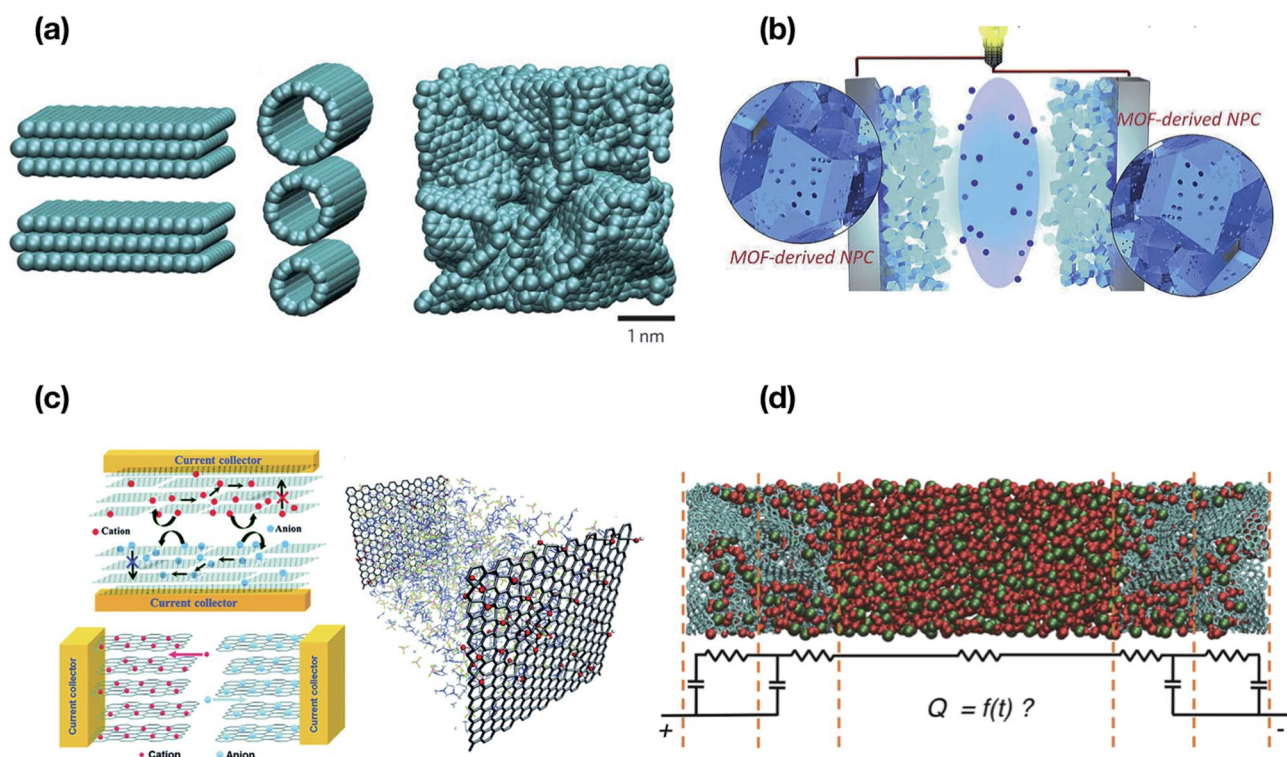 (a)
1 nm
(b)
MOF-derived NPC
MOF-derived NPC
(c)
Current collector
Cation
Anion
Current collector
Current collector
Current collector
Cation
Anion
(d)
Q = f(t) ?
+
-